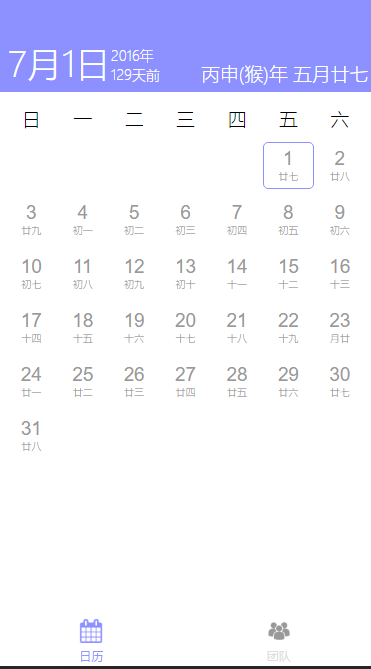 7月1日
2016年
129天前
丙申(猴)年 五月廿七
日 一 二 三 四 五 六
1 2
廿七 廿八
3 4 5 6 7 8 9
廿九 初一 初二 初三 初四 初五 初六
10 11 12 13 14 15 16
初七 初八 初九 初十 十一 十二 十三
17 18 19 20 21 22 23
十四 十五 十六 十七 十八 十九 月廿
24 25 26 27 28 29 30
廿一 廿二 廿三 廿四 廿五 廿六 廿七
31
廿八
日历 团队